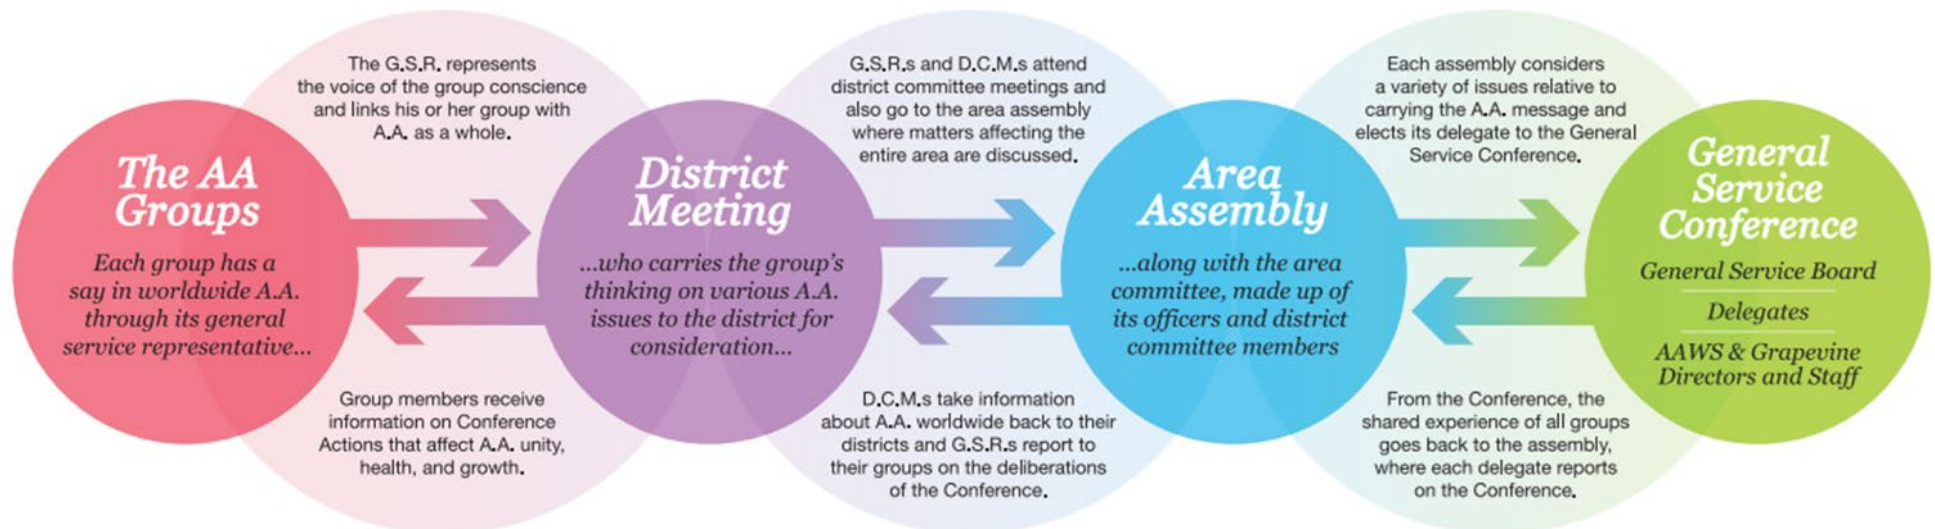 The G.S.R. represents
the voice of the group conscience
and links his or her group with
A.A. as a whole.
G.S.R.s and D.C.M.s attend
district committee meetings and
also go to the area assembly
where matters affecting the
entire area are discussed.
Each assembly considers
a variety of issues relative to
carrying the A.A. message and
elects its delegate to the General
Service Conference.
The AA
Groups
Each group has a
say in worldwide A.A.
through its general
service representative...
District
Meeting
...who carries the group's
thinking on various A.A.
issues to the district for
consideration...
Area
Assembly
...along with the area
committee, made up of
its officers and district
committee members
General
Service
Conference
General Service Board
Delegates
AAWS & Grapevine
Directors and Staff
Group members receive
information on Conference
Actions that affect A.A. unity,
health, and growth.
D.C.M.s take information
about A.A. worldwide back to their
districts and G.S.R.s report to
their groups on the deliberations
of the Conference.
From the Conference, the
shared experience of all groups
goes back to the assembly,
where each delegate reports
on the Conference.